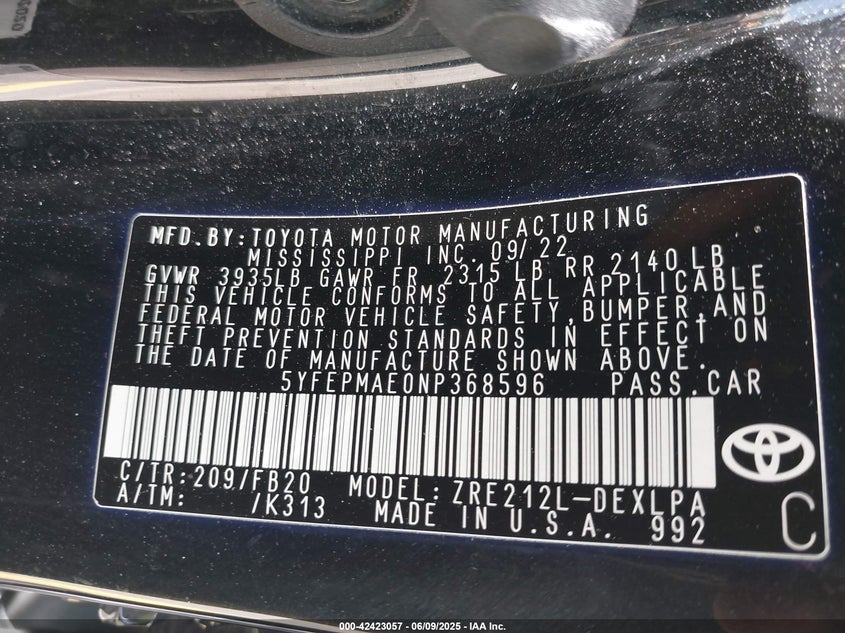 MFD.BY:TOYOTA MOTOR MANUFACTURING
MISSISSIPPI INC. 09/22
GVWR 3935LB GAWR FR 2315 LB RR 2140 LB
THIS VEHICLE CONFORMS TO ALL APPLICABLE
FEDERAL MOTOR VEHICLE SAFETY,BUMPER,AND
THEFT PREVENTION STANDARDS IN EFFECT ON
THE DATE OF MANUFACTURE SHOWN ABOVE.
5YFEPMAE0NP368596 PASS.CAR
C/TR:209/FB20 MODEL:ZRE212L-DEXLPA
A/TM: /K313 MADE IN U.S.A. 992
C
000-42423057 - 06/09/2025 - IAA Inc.